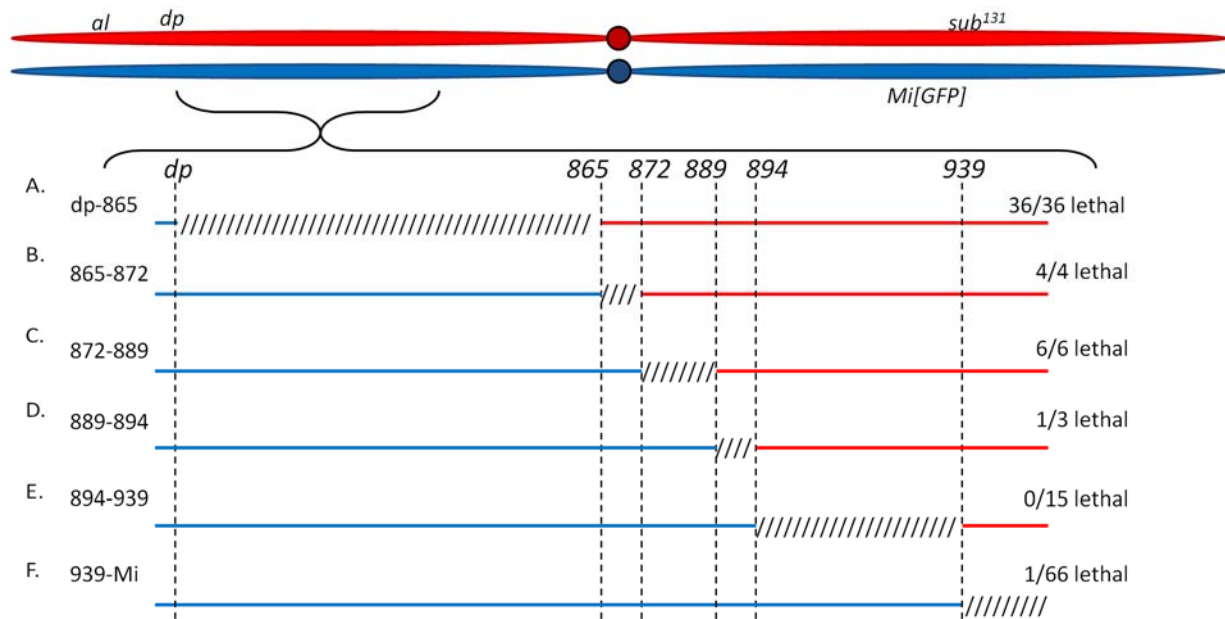 al dp sub¹³¹
Mi[GFP]
dp 865 872 889 894 939
A. dp-865 36/36 lethal
B. 865-872 4/4 lethal
C. 872-889 6/6 lethal
D. 889-894 1/3 lethal
E. 894-939 0/15 lethal
F. 939-Mi 1/66 lethal